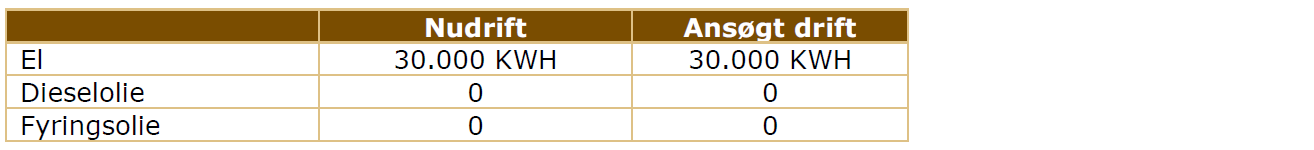 Nudrift Ansøgt drift
El 30.000 KWH 30.000 KWH
Dieselolie 0 0
Fyringsolie 0 0